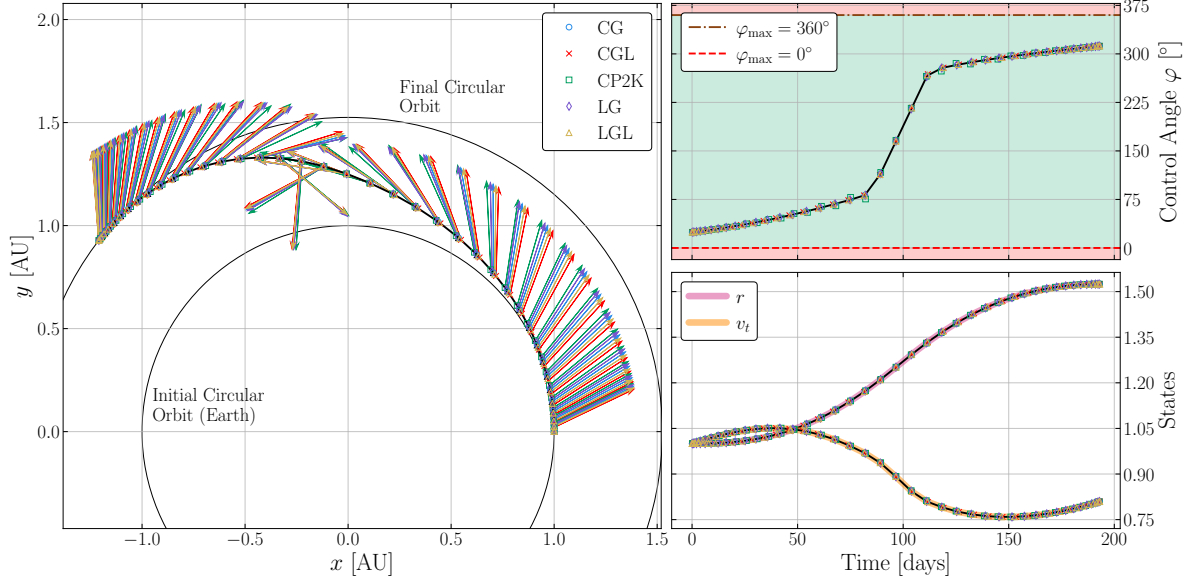 2.0
1.5
1.0
0.5
0.0
y [AU]
−1.0
−0.5
0.0
0.5
1.0
1.5
x [AU]
CG
CGL
CP2K
LG
LGL
Final Circular
Orbit
Initial Circular
Orbit (Earth)
φmax = 360°
φmax = 0°
375
300
225
150
75
0
Control Angle φ [°]
r
vt
1.50
1.35
1.20
1.05
0.90
0.75
States
0
50
100
150
200
Time [days]